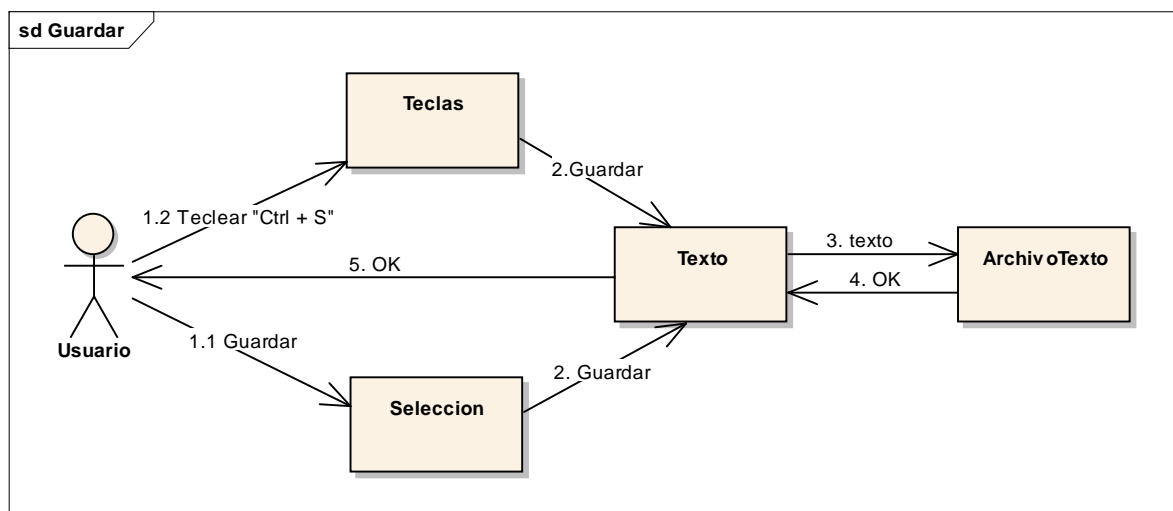 sd Guardar
Teclas
2.Guardar
1.2 Teclear "Ctrl + S"
3. texto
Texto
ArchivoTexto
5. OK
4. OK
1.1 Guardar
Usuario
2. Guardar
Seleccion